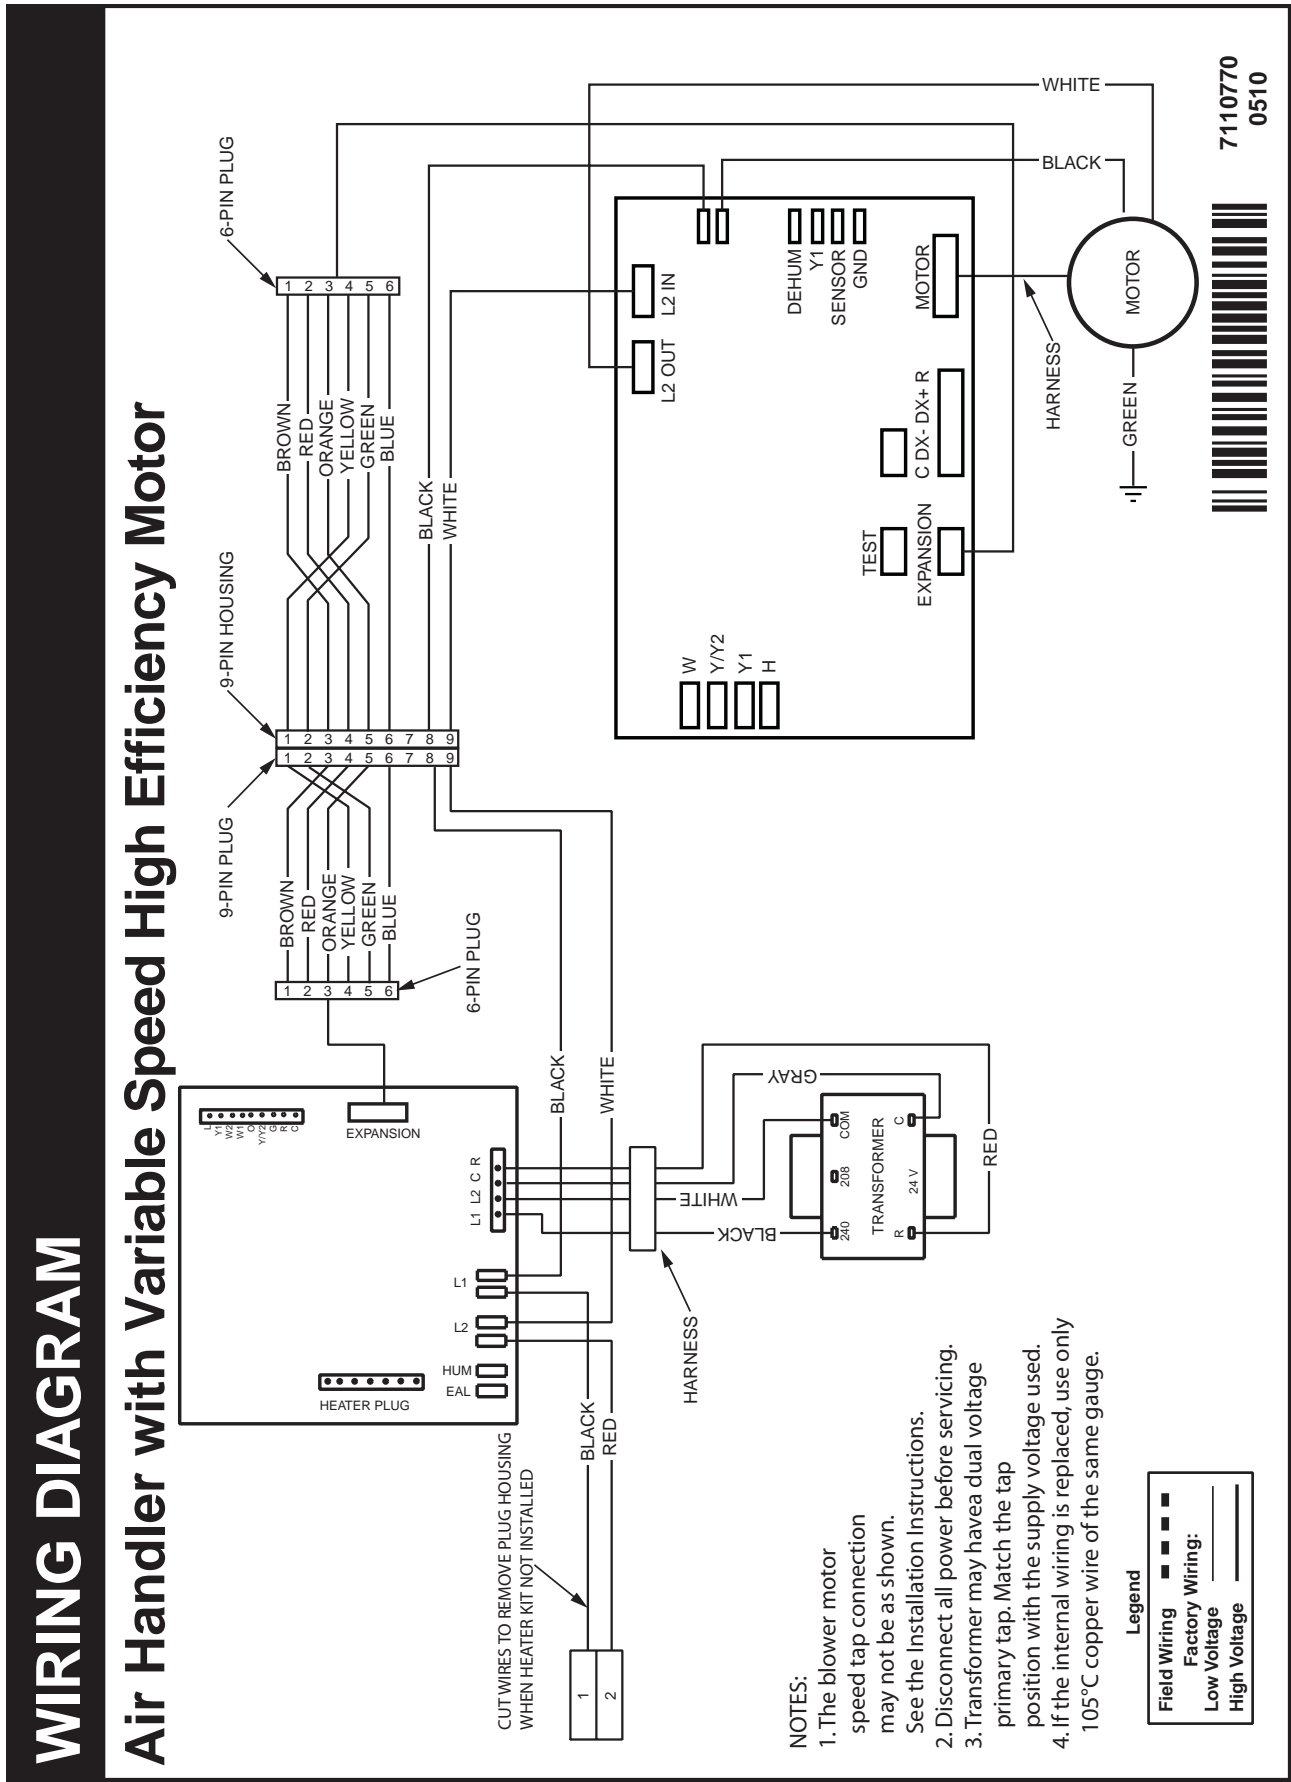 WIRING DIAGRAM
Air Handler with Variable Speed High Efficiency Motor
6-PIN PLUG
9-PIN HOUSING
9-PIN PLUG
6-PIN PLUG
1 2 3 4 5 6
BROWN
RED
ORANGE
YELLOW
GREEN
BLUE
1 2 3 4 5 6 7 8 9
1 2 3 4 5 6 7 8 9
BROWN
RED
ORANGE
YELLOW
GREEN
BLUE
1 2 3 4 5 6
BLACK
WHITE
L
Y1
W2
W1
O
Y/Y2
G
R
C
EXPANSION
L1 L2 C R
L1
L2
HUM
EAL
HEATER PLUG
BLACK
WHITE
HARNESS
GRAY
WHITE
BLACK
RED
240
208
COM
TRANSFORMER
R
24 V
C
CUT WIRES TO REMOVE PLUG HOUSING
WHEN HEATER KIT NOT INSTALLED
BLACK
RED
1
2
L2 OUT
L2 IN
DEHUM
Y1
SENSOR
GND
MOTOR
C DX- DX+ R
TEST
EXPANSION
W
Y/Y2
Y1
H
WHITE
BLACK
HARNESS
MOTOR
GREEN
NOTES:
1. The blower motor
speed tap connection
may not be as shown.
See the Installation Instructions.
2. Disconnect all power before servicing.
3. Transformer may havea dual voltage
primary tap. Match the tap
position with the supply voltage used.
4. If the internal wiring is replaced, use only
105°C copper wire of the same gauge.
Legend
Field Wiring
Factory Wiring:
Low Voltage
High Voltage
7110770
0510